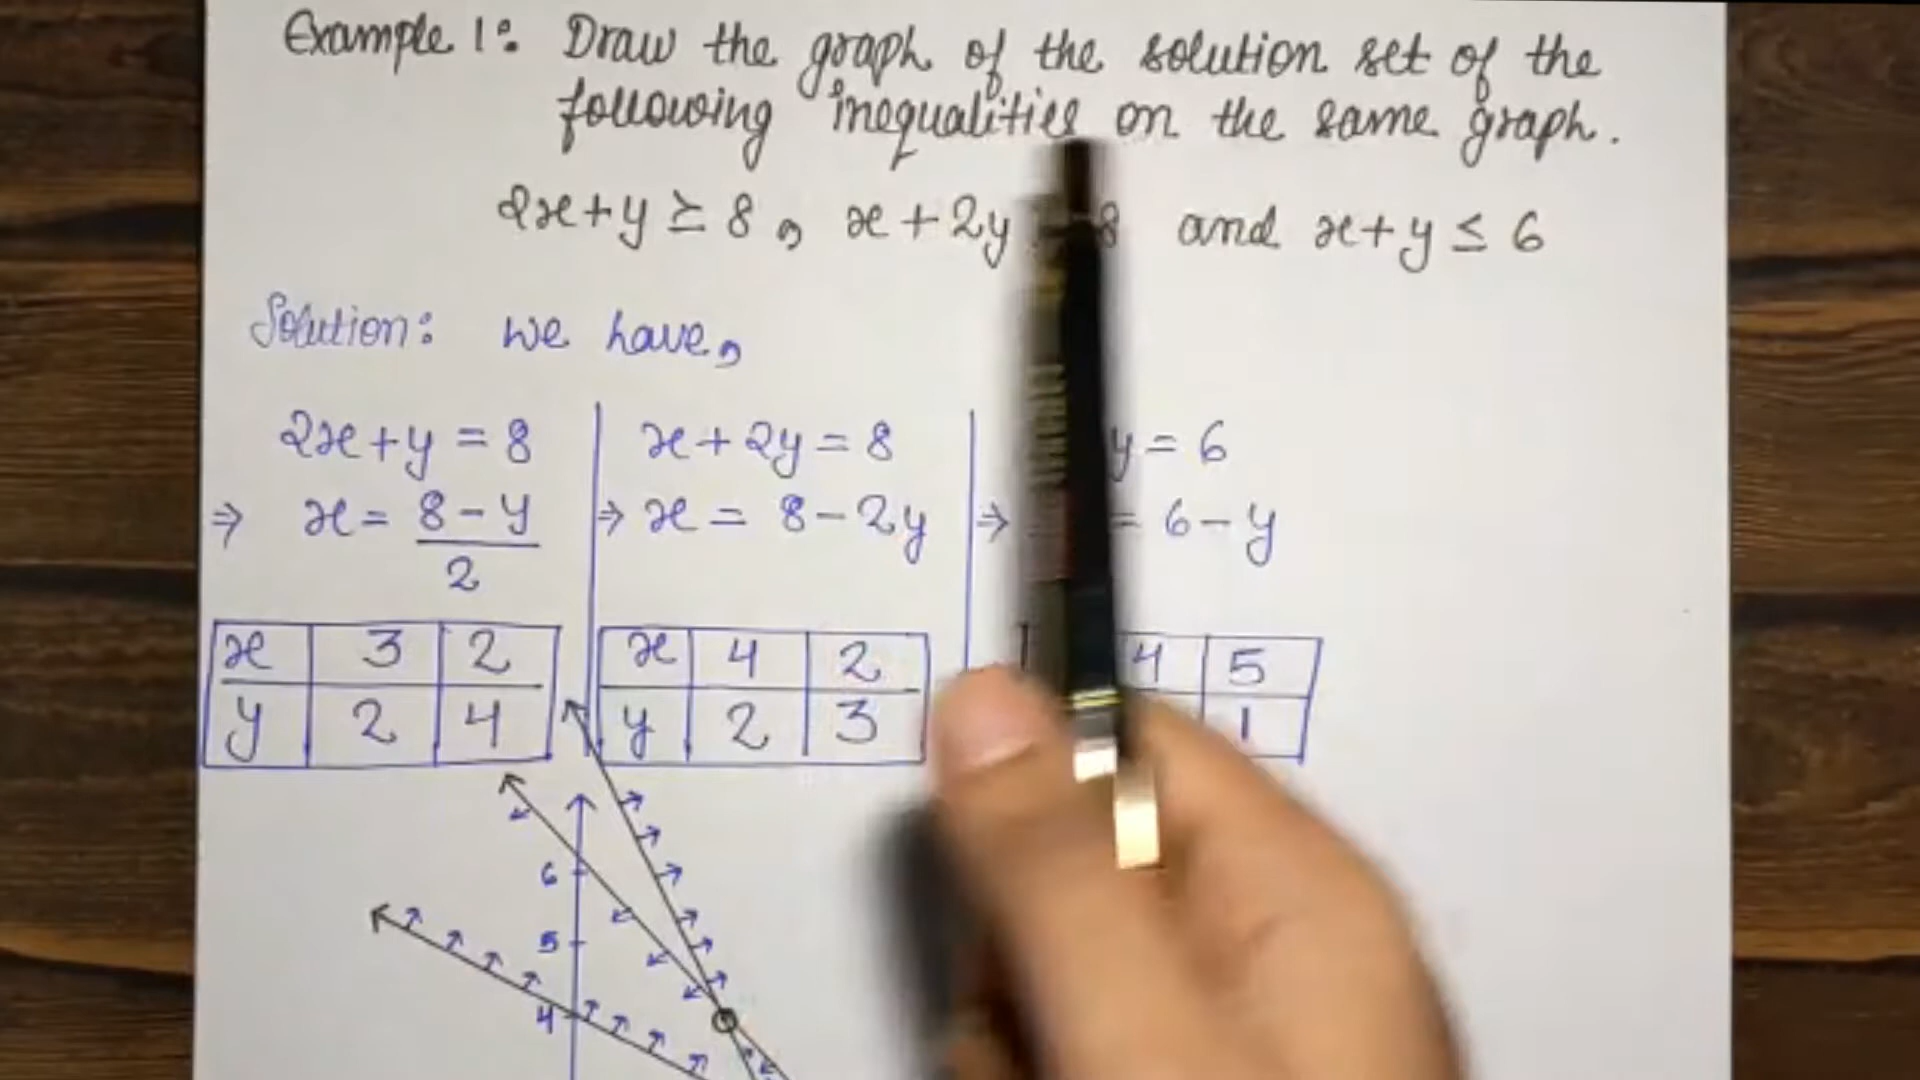 Example 1: Draw the graph of the solution set of the
following inequalities on the same graph.
2x+y ≥ 8, x+2y 8 and x+y ≤ 6
Solution: we have,
2x+y = 8
⇒ x = (8-y)/2
x 3 2
y 2 4
x+2y = 8
⇒ x = 8-2y
x 4 2
y 2 3
y = 6
⇒ = 6-y
4 5
1
6
5
4